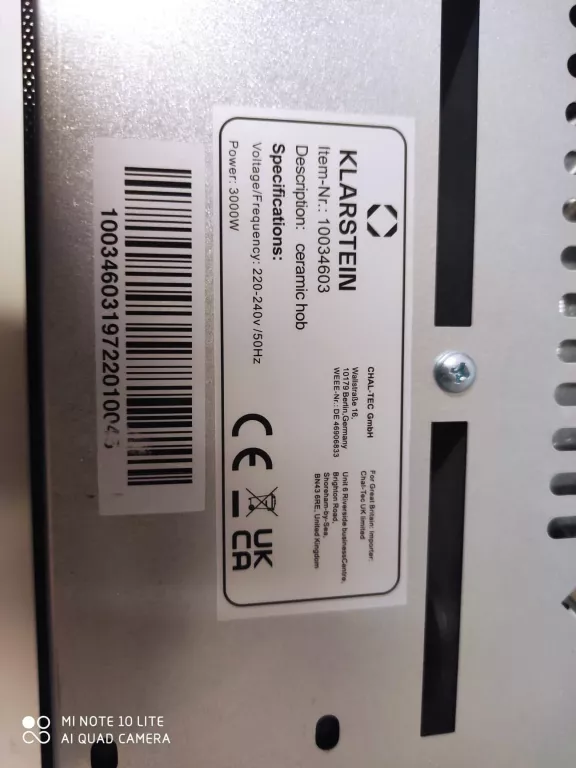 KLARSTEIN
Item-Nr.: 10034603
Description: ceramic hob
Specifications:
Voltage/Frequency: 220-240v /50Hz
Power: 3000W
CHAL-TEC GmbH
Wallstraße 16,
10179 Berlin,Germany
WEEE-Nr.: DE 46906833
For Great Britain: Importer:
Chal-Tec UK limited
Unit 6 Riverside businessCentre,
Brighton Road,
Shoreham-by-Sea,
BN43 6RE, United Kingdom
CE
UK
CA
MI NOTE 10 LITE
AI QUAD CAMERA